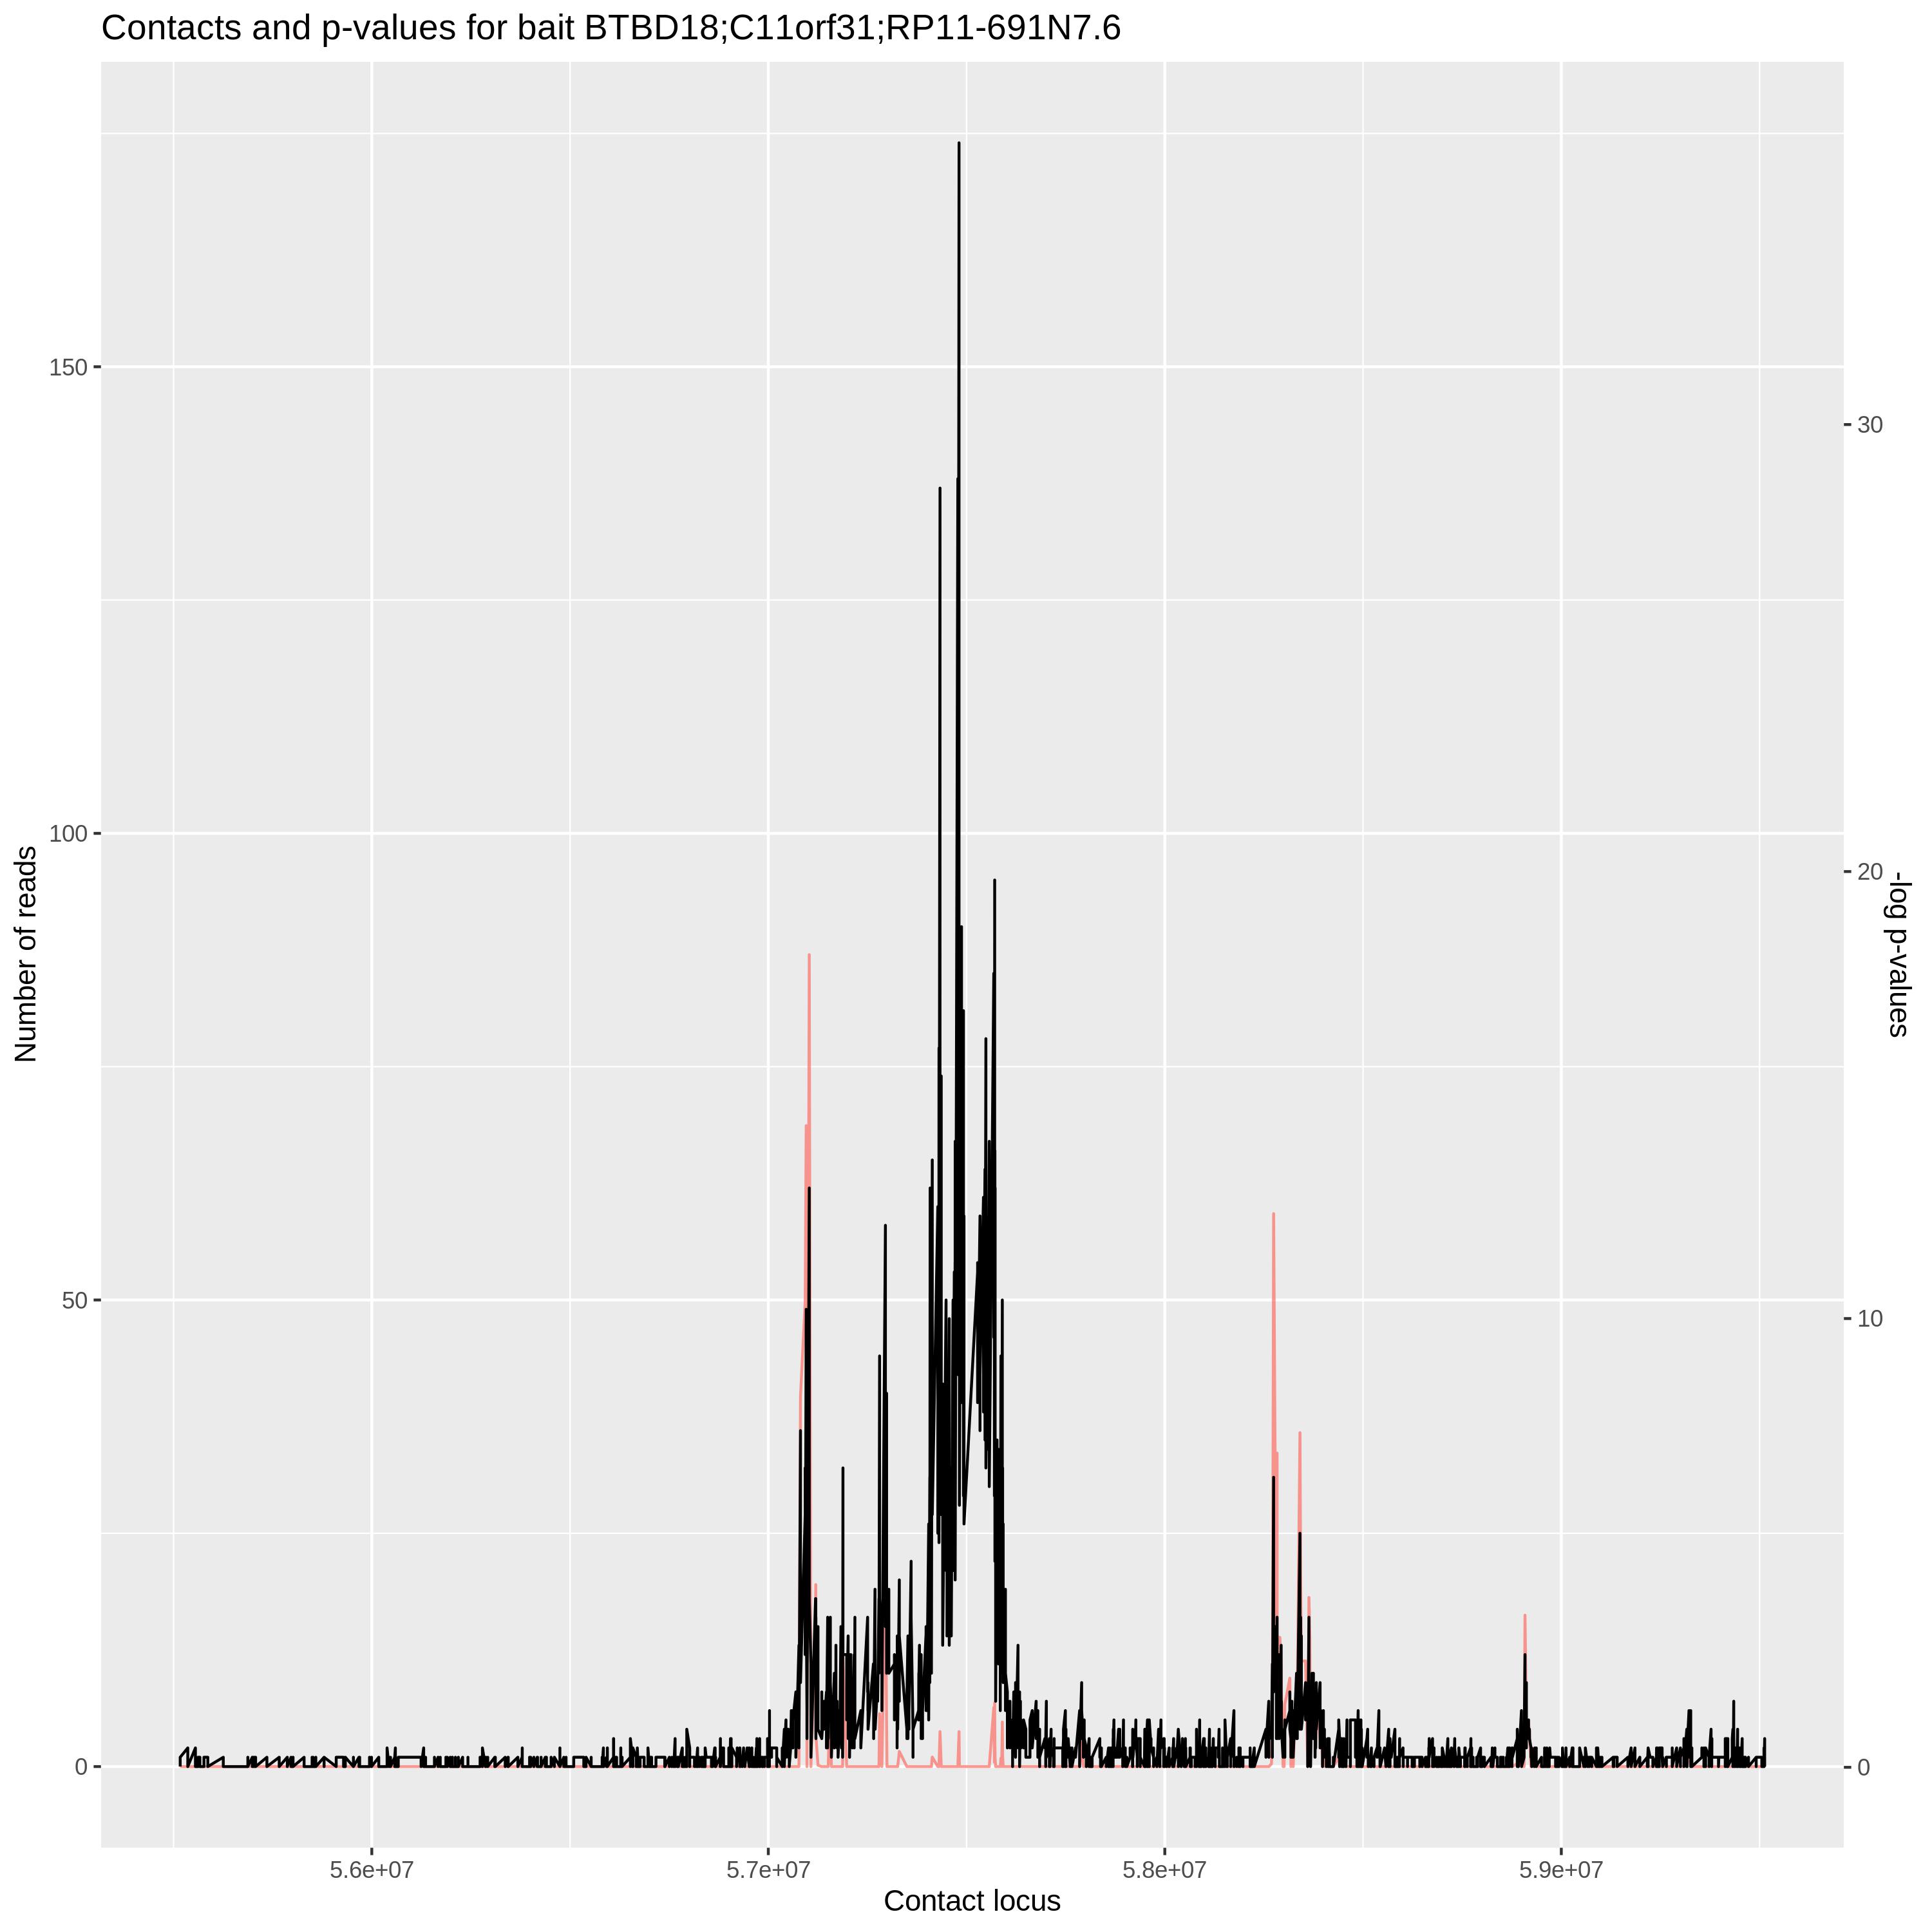 Contacts and p-values for bait BTBD18;C11orf31;RP11-691N7.6
150
100
50
0
Number of reads
30
20
10
0
-log p-values
5.6e+07
5.7e+07
5.8e+07
5.9e+07
Contact locus